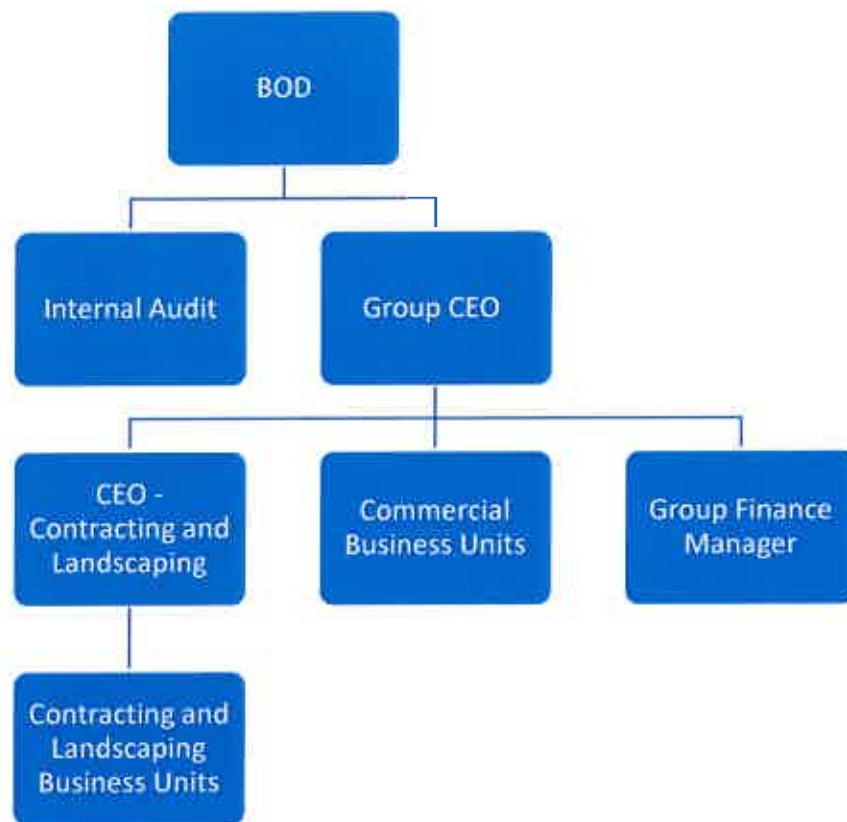 BOD
Internal Audit
Group CEO
CEO -
Contracting and
Landscaping
Commercial
Business Units
Group Finance
Manager
Contracting and
Landscaping
Business Units